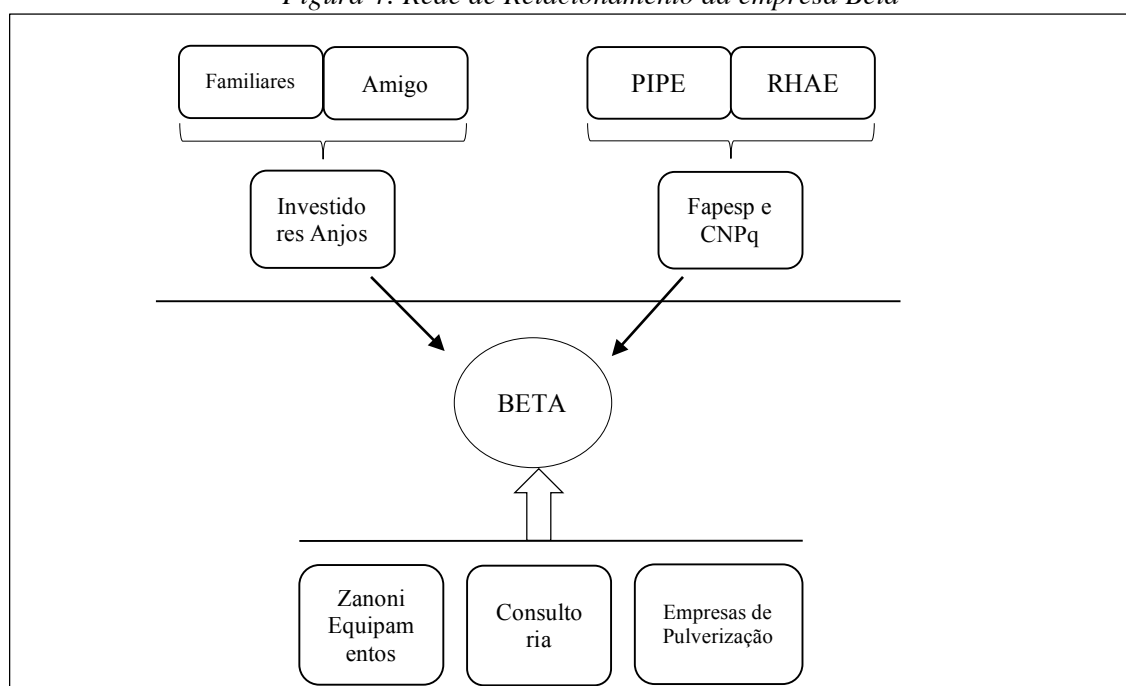 Figura 4: Rede de Relacionamento da empresa Beta
Familiares
Amigo
PIPE
RHAE
Investido
res Anjos
Fapesp e
CNPq
BETA
Zanoni
Equipam
entos
Consulto
ria
Empresas de
Pulverização